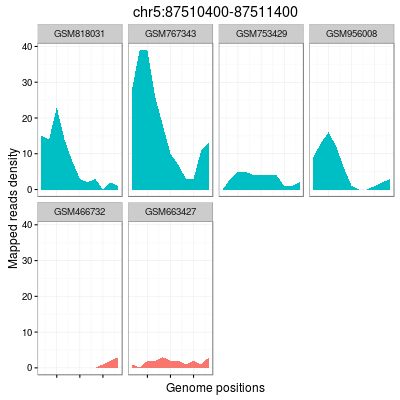 chr5:87510400-87511400
GSM818031 GSM767343 GSM753429 GSM956008
40
30
20
10
0
GSM466732 GSM663427
40
30
20
10
0
Mapped reads density
Genome positions